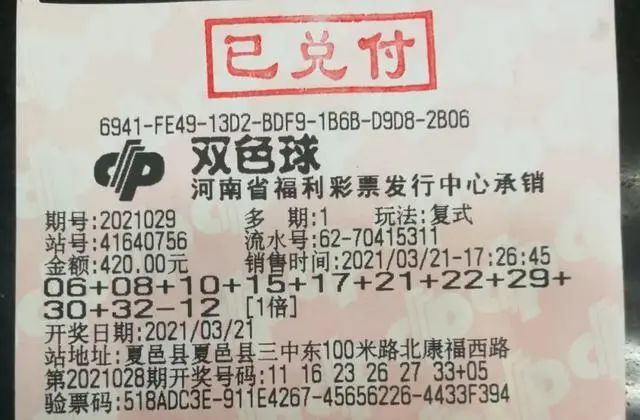 已兑付
6941-FE49-13D2-BDF9-1B6B-D9D8-2B06
双色球
河南省福利彩票发行中心承销
期号:2021029 多 期:1 玩法:复式
站号:41640756 流水号:62-70415311
金额:420.00元 销售时间:2021/03/21-17:26:45
06+08+10+15+17+21+22+29+
30+32-12 [1倍]
开奖日期:2021/03/21
站地址:夏邑县夏邑县三中东100米路北康福西路
第2021028期开奖号码:11 16 23 26 27 33+05
验票码:518ADC3E-911E4267-45656226-4433F394